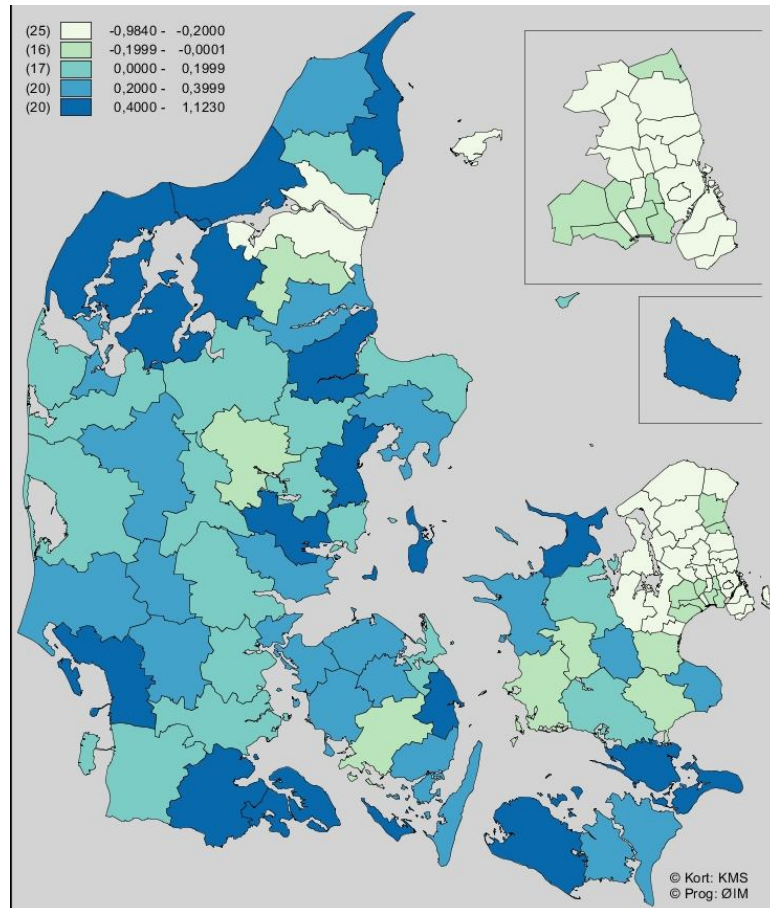 (25) -0,9840 - -0,2000
(16) -0,1999 - -0,0001
(17) 0,0000 - 0,1999
(20) 0,2000 - 0,3999
(20) 0,4000 - 1,1230
© Kort: KMS
© Prog: ØIM